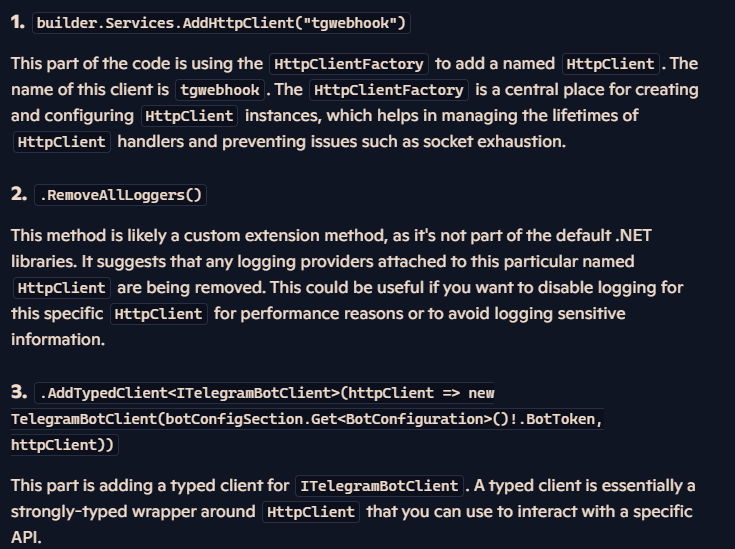 1. builder.Services.AddHttpClient("tgwebhook")
This part of the code is using the HttpClientFactory to add a named HttpClient. The
name of this client is tgwebhook. The HttpClientFactory is a central place for creating
and configuring HttpClient instances, which helps in managing the lifetimes of
HttpClient handlers and preventing issues such as socket exhaustion.
2. .RemoveAllLoggers()
This method is likely a custom extension method, as it's not part of the default .NET
libraries. It suggests that any logging providers attached to this particular named
HttpClient are being removed. This could be useful if you want to disable logging for
this specific HttpClient for performance reasons or to avoid logging sensitive
information.
3. .AddTypedClient<ITelegramBotClient>(httpClient => new
TelegramBotClient(botConfigSection.Get<BotConfiguration>()!.BotToken,
httpClient))
This part is adding a typed client for ITelegramBotClient. A typed client is essentially a
strongly-typed wrapper around HttpClient that you can use to interact with a specific
API.